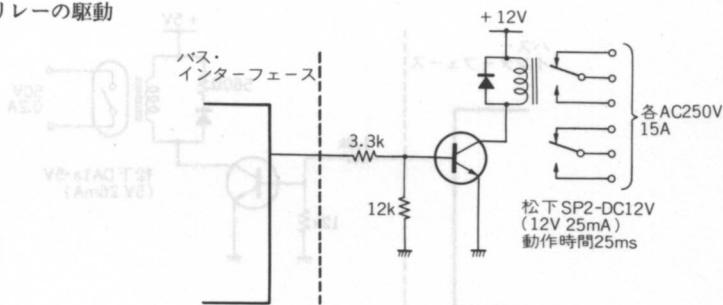 リレーの駆動
+12V
バス・
インターフェース
3.3k
12k
各AC250V
15A
松下SP2-DC12V
(12V 25mA)
動作時間25ms